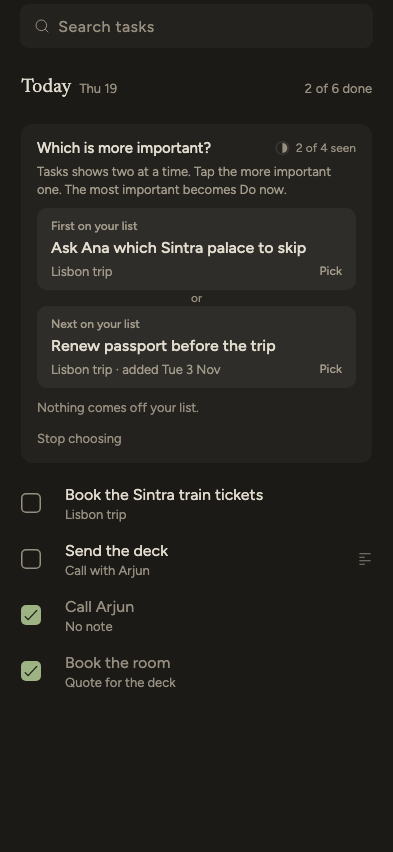 Search tasks
Today Thu 19 2 of 6 done
Which is more important? 2 of 4 seen
Tasks shows two at a time. Tap the more important
one. The most important becomes Do now.
First on your list
Ask Ana which Sintra palace to skip
Lisbon trip Pick
or
Next on your list
Renew passport before the trip
Lisbon trip · added Tue 3 Nov Pick
Nothing comes off your list.
Stop choosing
Book the Sintra train tickets
Lisbon trip
Send the deck
Call with Arjun
Call Arjun
No note
Book the room
Quote for the deck